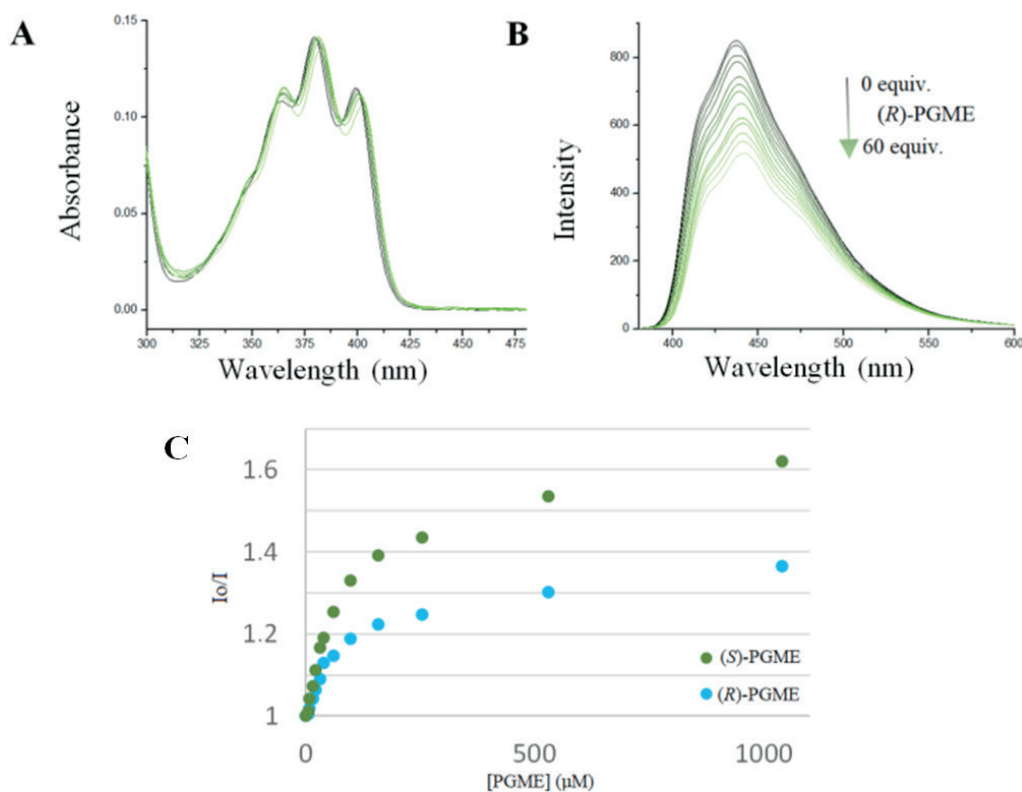 A
0.15
0.10
0.05
0.00
Absorbance
300
325
350
375
400
425
450
475
Wavelength (nm)
B
800
600
400
200
0
Intensity
0 equiv.
(R)-PGME
60 equiv.
400
450
500
550
600
Wavelength (nm)
C
1.6
1.4
1.2
1
Io/I
(S)-PGME
(R)-PGME
0
500
1000
[PGME] (µM)